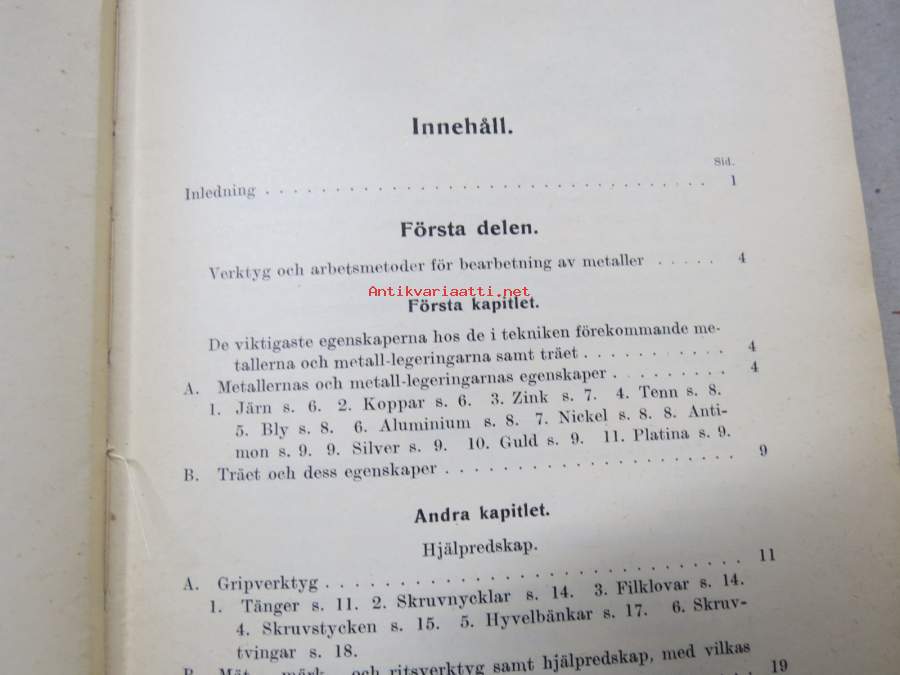 Innehåll.
Sid.
Inledning . . . . . . . . . . . . . . . . . . . . . . . . . . . . . . . . 1
Första delen.
Verktyg och arbetsmetoder för bearbetning av metaller . . . . . 4
Antikvariaatti.net
Första kapitlet.
De viktigaste egenskaperna hos de i tekniken förekommande me-
tallerna och metall-legeringarna samt träet . . . . . . . . . . . 4
A. Metallernas och metall-legeringarnas egenskaper . . . . . . . . . 4
1. Järn s. 6. 2. Koppar s. 6. 3. Zink s. 7. 4. Tenn s. 8.
5. Bly s. 8. 6. Aluminium s. 8. 7. Nickel s. 8. 8. Anti-
mon s. 9. 9. Silver s. 9. 10. Guld s. 9. 11. Platina s. 9.
B. Träet och dess egenskaper . . . . . . . . . . . . . . . . . . . . . 9
Andra kapitlet.
Hjälpredskap.
A. Gripverktyg . . . . . . . . . . . . . . . . . . . . . . . . . . . . . . 11
1. Tänger s. 11. 2. Skruvnycklar s. 14. 3. Filklovar s. 14.
4. Skruvstycken s. 15. 5. Hyvelbänkar s. 17. 6. Skruv-
tvingar s. 18.
B. Mät-, märk- och ritsverktyg samt hjälpredskap, med vilkas
19